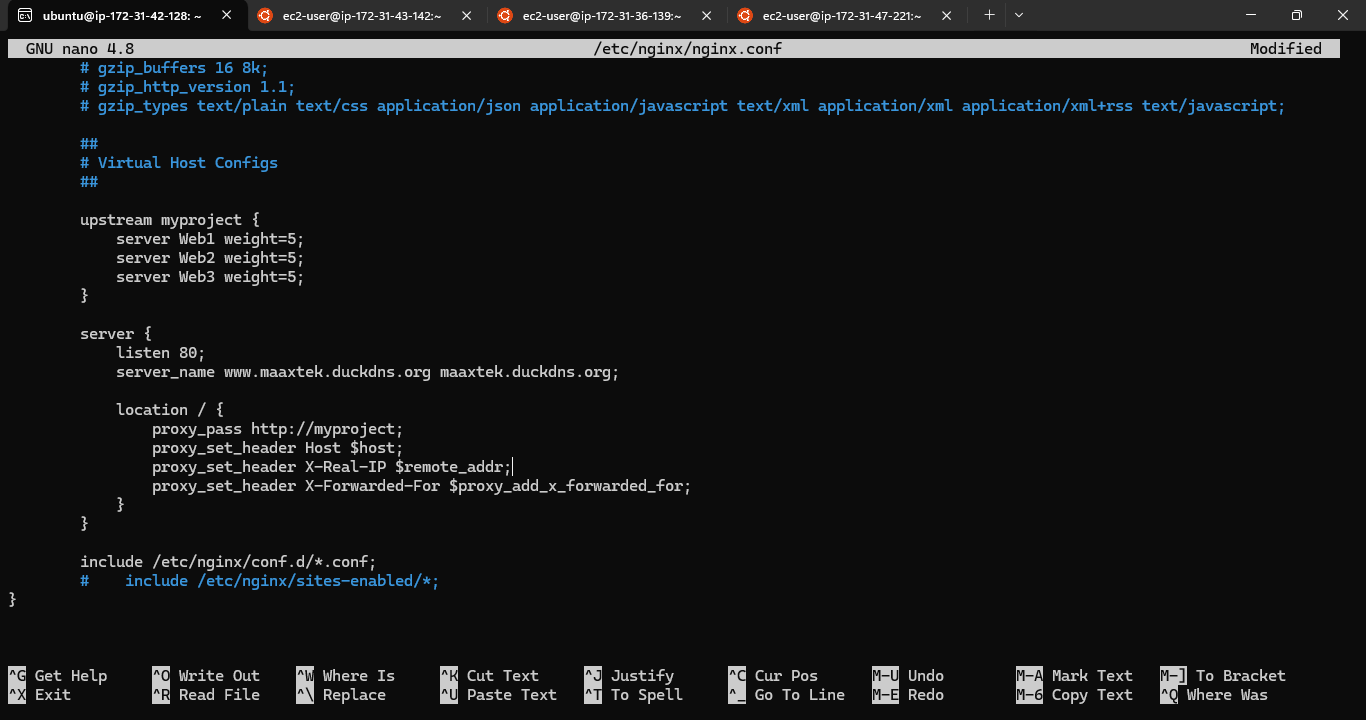 ubuntu@ip-172-31-42-128: ~ ec2-user@ip-172-31-43-142:~ ec2-user@ip-172-31-36-139:~ ec2-user@ip-172-31-47-221:~
GNU nano 4.8 /etc/nginx/nginx.conf Modified
# gzip_buffers 16 8k;
# gzip_http_version 1.1;
# gzip_types text/plain text/css application/json application/javascript text/xml application/xml application/xml+rss text/javascript;
##
# Virtual Host Configs
##
upstream myproject {
server Web1 weight=5;
server Web2 weight=5;
server Web3 weight=5;
}
server {
listen 80;
server_name www.maaxtek.duckdns.org maaxtek.duckdns.org;
location / {
proxy_pass http://myproject;
proxy_set_header Host $host;
proxy_set_header X-Real-IP $remote_addr;
proxy_set_header X-Forwarded-For $proxy_add_x_forwarded_for;
}
}
include /etc/nginx/conf.d/*.conf;
# include /etc/nginx/sites-enabled/*;
}
^G Get Help ^O Write Out ^W Where Is ^K Cut Text ^J Justify ^C Cur Pos M-U Undo M-A Mark Text M-] To Bracket
^X Exit ^R Read File ^\ Replace ^U Paste Text ^T To Spell ^_ Go To Line M-E Redo M-6 Copy Text ^Q Where Was